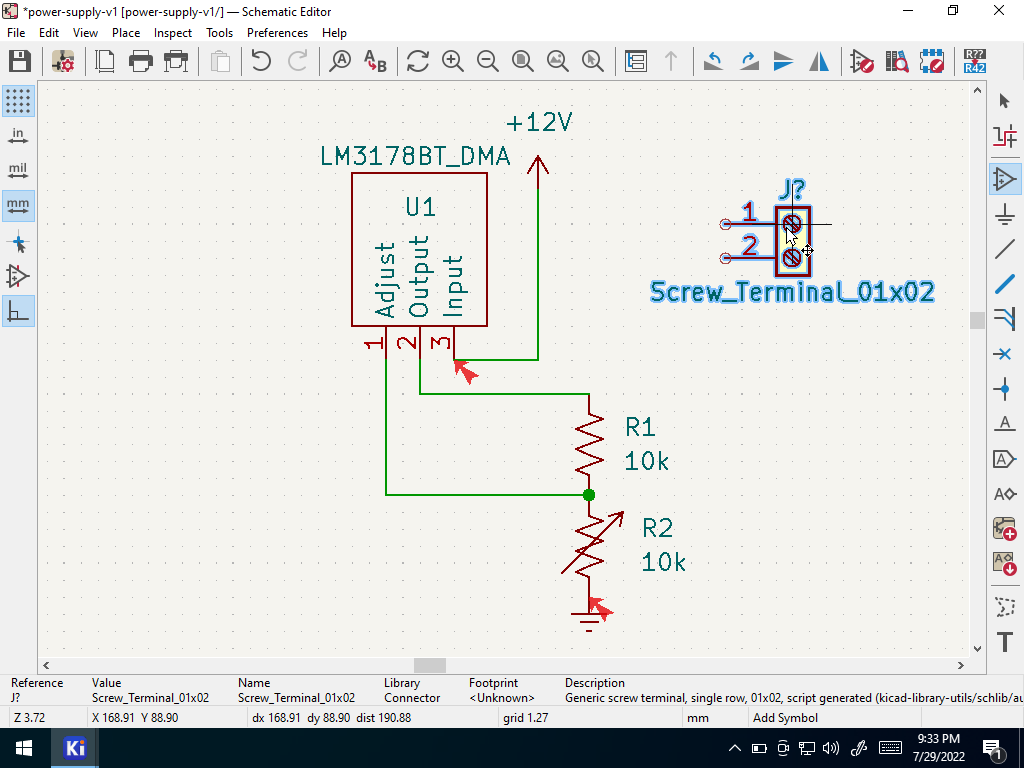 *power-supply-v1 [power-supply-v1/] — Schematic Editor
File Edit View Place Inspect Tools Preferences Help
A
A B
R??
R42
in
mil
mm
+12V
LM3178BT_DMA
U1
Adjust
Output
Input
1
2
3
J?
1
2
Screw_Terminal_01x02
R1
10k
R2
10k
A
A
A
A
T
Reference Value Name Library Footprint Description
J? Screw_Terminal_01x02 Screw_Terminal_01x02 Connector <Unknown> Generic screw terminal, single row, 01x02, script generated (kicad-library-utils/schlib/au
Z 3.72 X 168.91 Y 88.90 dx 168.91 dy 88.90 dist 190.88 grid 1.27 mm Add Symbol
Ki
9:33 PM
7/29/2022
1